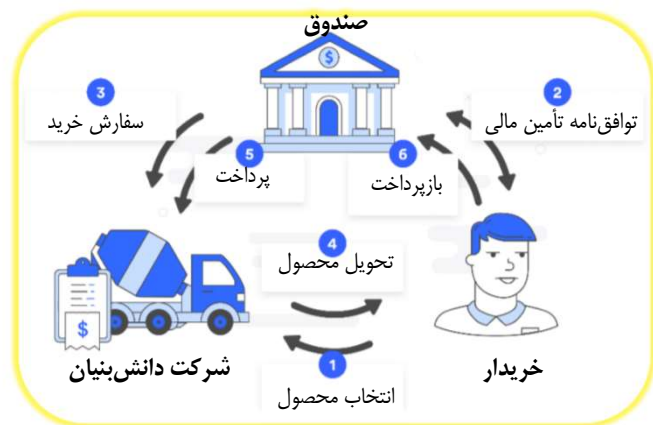 صندوق
3
سفارش خرید
2
توافق‌نامه تأمین مالی
5
پرداخت
6
بازپرداخت
4
تحویل محصول
$
$
شرکت دانش‌بنیان
خریدار
1
انتخاب محصول